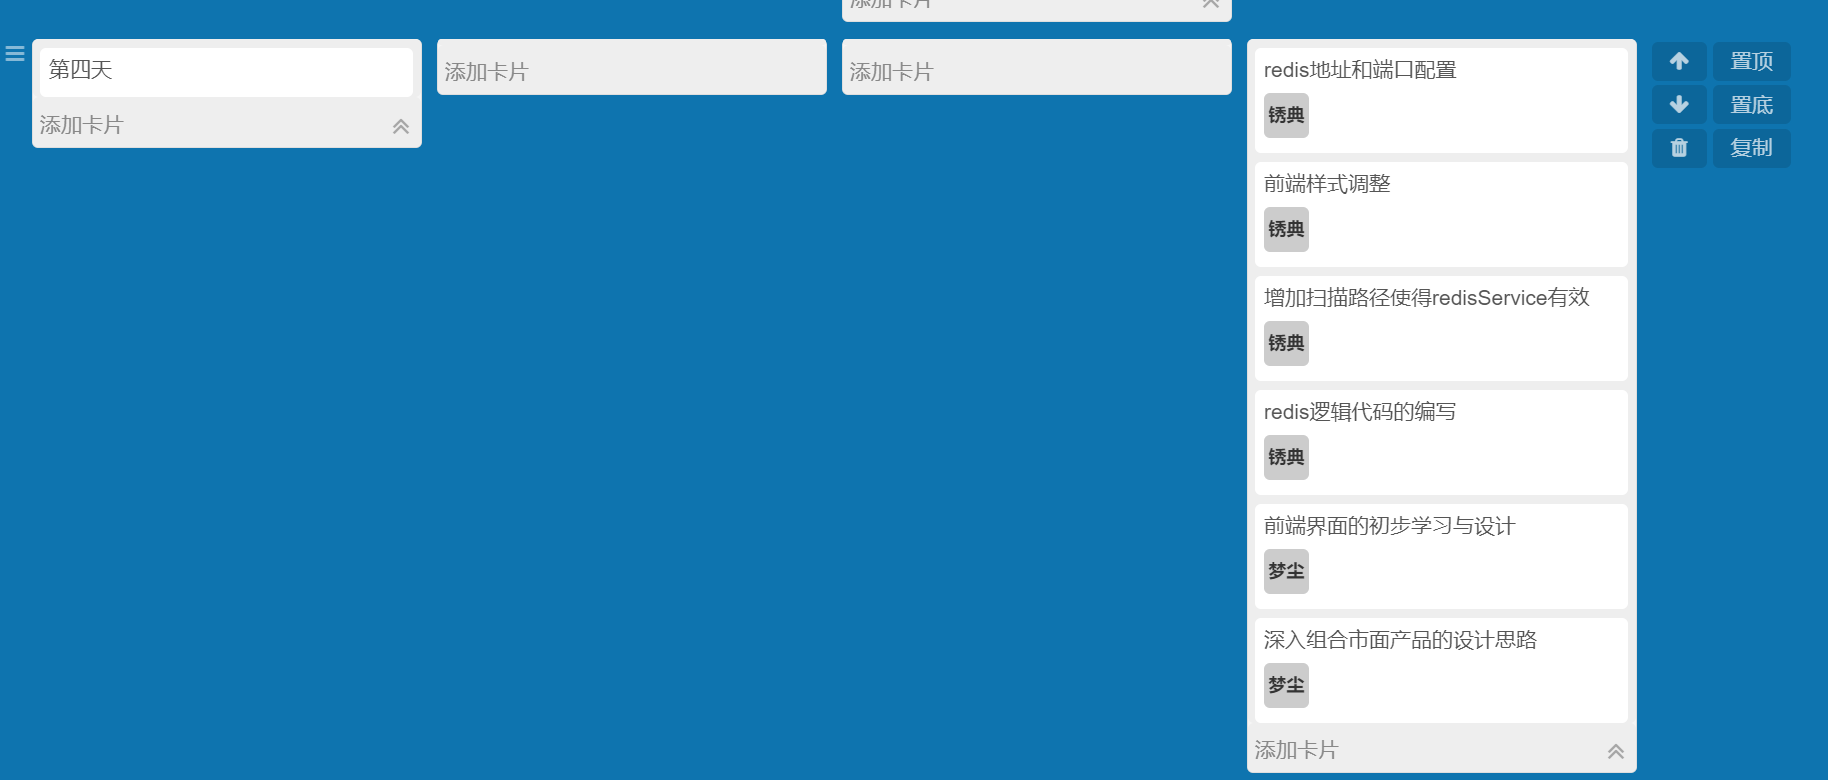 添加卡片
第四天
添加卡片
添加卡片
添加卡片
redis地址和端口配置
锈典
前端样式调整
锈典
增加扫描路径使得redisService有效
锈典
redis逻辑代码的编写
锈典
前端界面的初步学习与设计
梦尘
深入组合市面产品的设计思路
梦尘
添加卡片
置顶
置底
复制